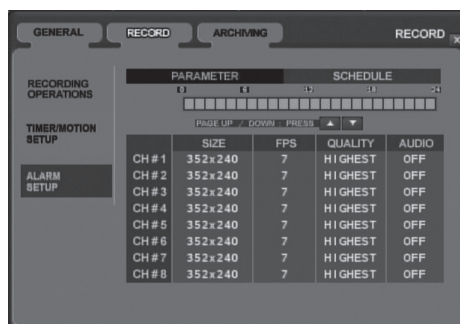 GENERAL RECORD ARCHIVING RECORD x
PARAMETER SCHEDULE
0 6 12 18 24
RECORDING
OPERATIONS
TIMER/MOTION
SETUP
ALARM
SETUP
PAGE UP / DOWN : PRESS
SIZE FPS QUALITY AUDIO
CH#1 352x240 7 HIGHEST OFF
CH#2 352x240 7 HIGHEST OFF
CH#3 352x240 7 HIGHEST OFF
CH#4 352x240 7 HIGHEST OFF
CH#5 352x240 7 HIGHEST OFF
CH#6 352x240 7 HIGHEST OFF
CH#7 352x240 7 HIGHEST OFF
CH#8 352x240 7 HIGHEST OFF